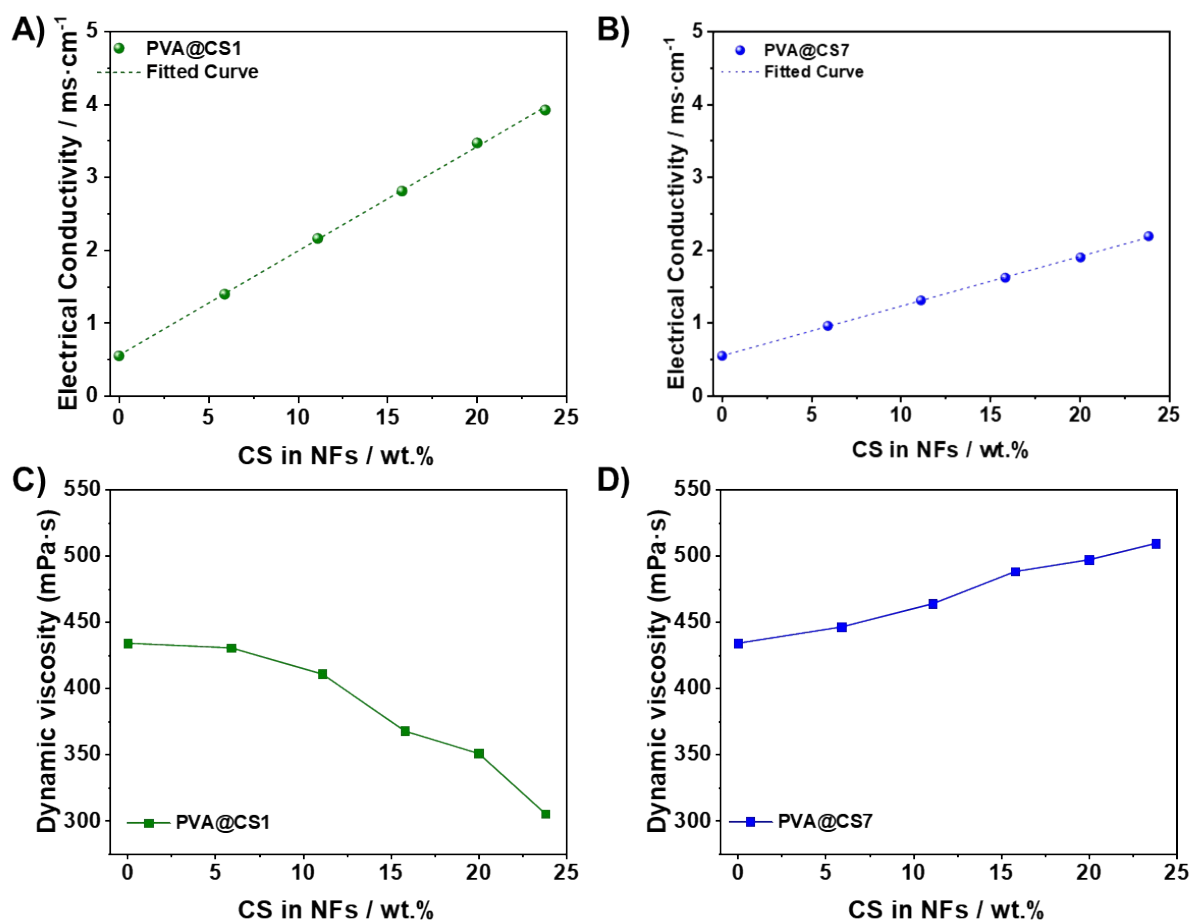 A)
PVA@CS1
Fitted Curve
Electrical Conductivity / ms·cm⁻¹
5
4
3
2
1
0
0 5 10 15 20 25
CS in NFs / wt.%
B)
PVA@CS7
Fitted Curve
Electrical Conductivity / ms·cm⁻¹
5
4
3
2
1
0
0 5 10 15 20 25
CS in NFs / wt.%
C)
Dynamic viscosity (mPa·s)
550
500
450
400
350
300
PVA@CS1
0 5 10 15 20 25
CS in NFs / wt.%
D)
Dynamic viscosity (mPa·s)
550
500
450
400
350
300
PVA@CS7
0 5 10 15 20 25
CS in NFs / wt.%